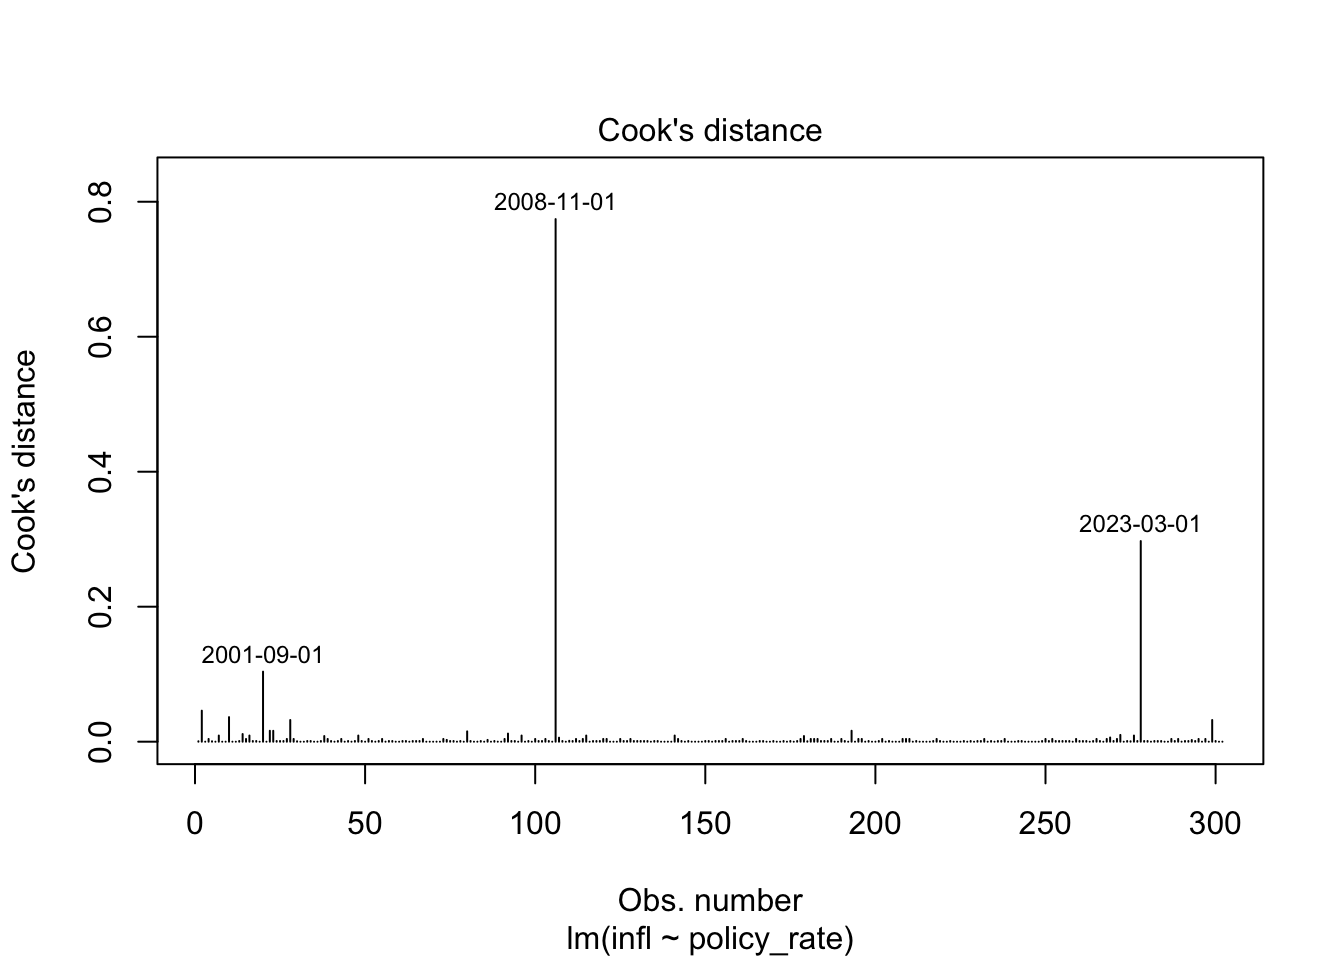 Cook's distance
Cook's distance
0.8
0.6
0.4
0.2
0.0
2008-11-01
2023-03-01
2001-09-01
0 50 100 150 200 250 300
Obs. number
lm(infl ~ policy_rate)